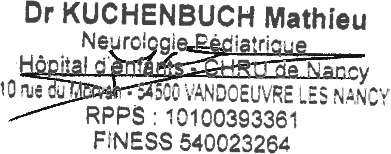 Dr KUCHENBUCH Mathieu
Neurologie Pédiatrique
Hôpital d'enfants - CHRU de Nancy
10 rue du Morvan - 54500 VANDOEUVRE LES NANCY
RPPS : 10100393361
FINESS 540023264